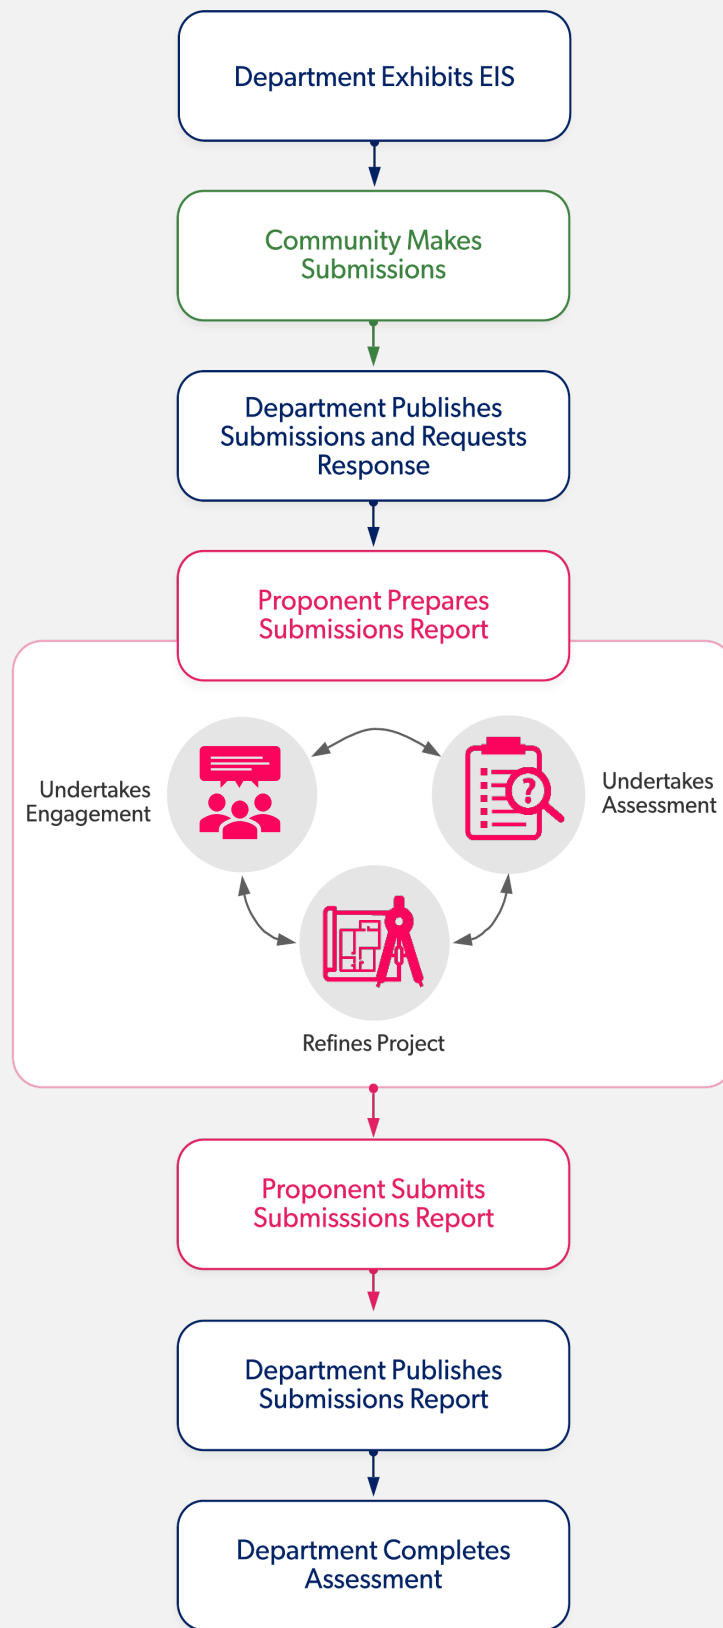 Department Exhibits EIS
Community Makes
Submissions
Department Publishes
Submissions and Requests
Response
Proponent Prepares
Submissions Report
Undertakes
Engagement
?
Undertakes
Assessment
Refines Project
Proponent Submits
Submisssions Report
Department Publishes
Submissions Report
Department Completes
Assessment